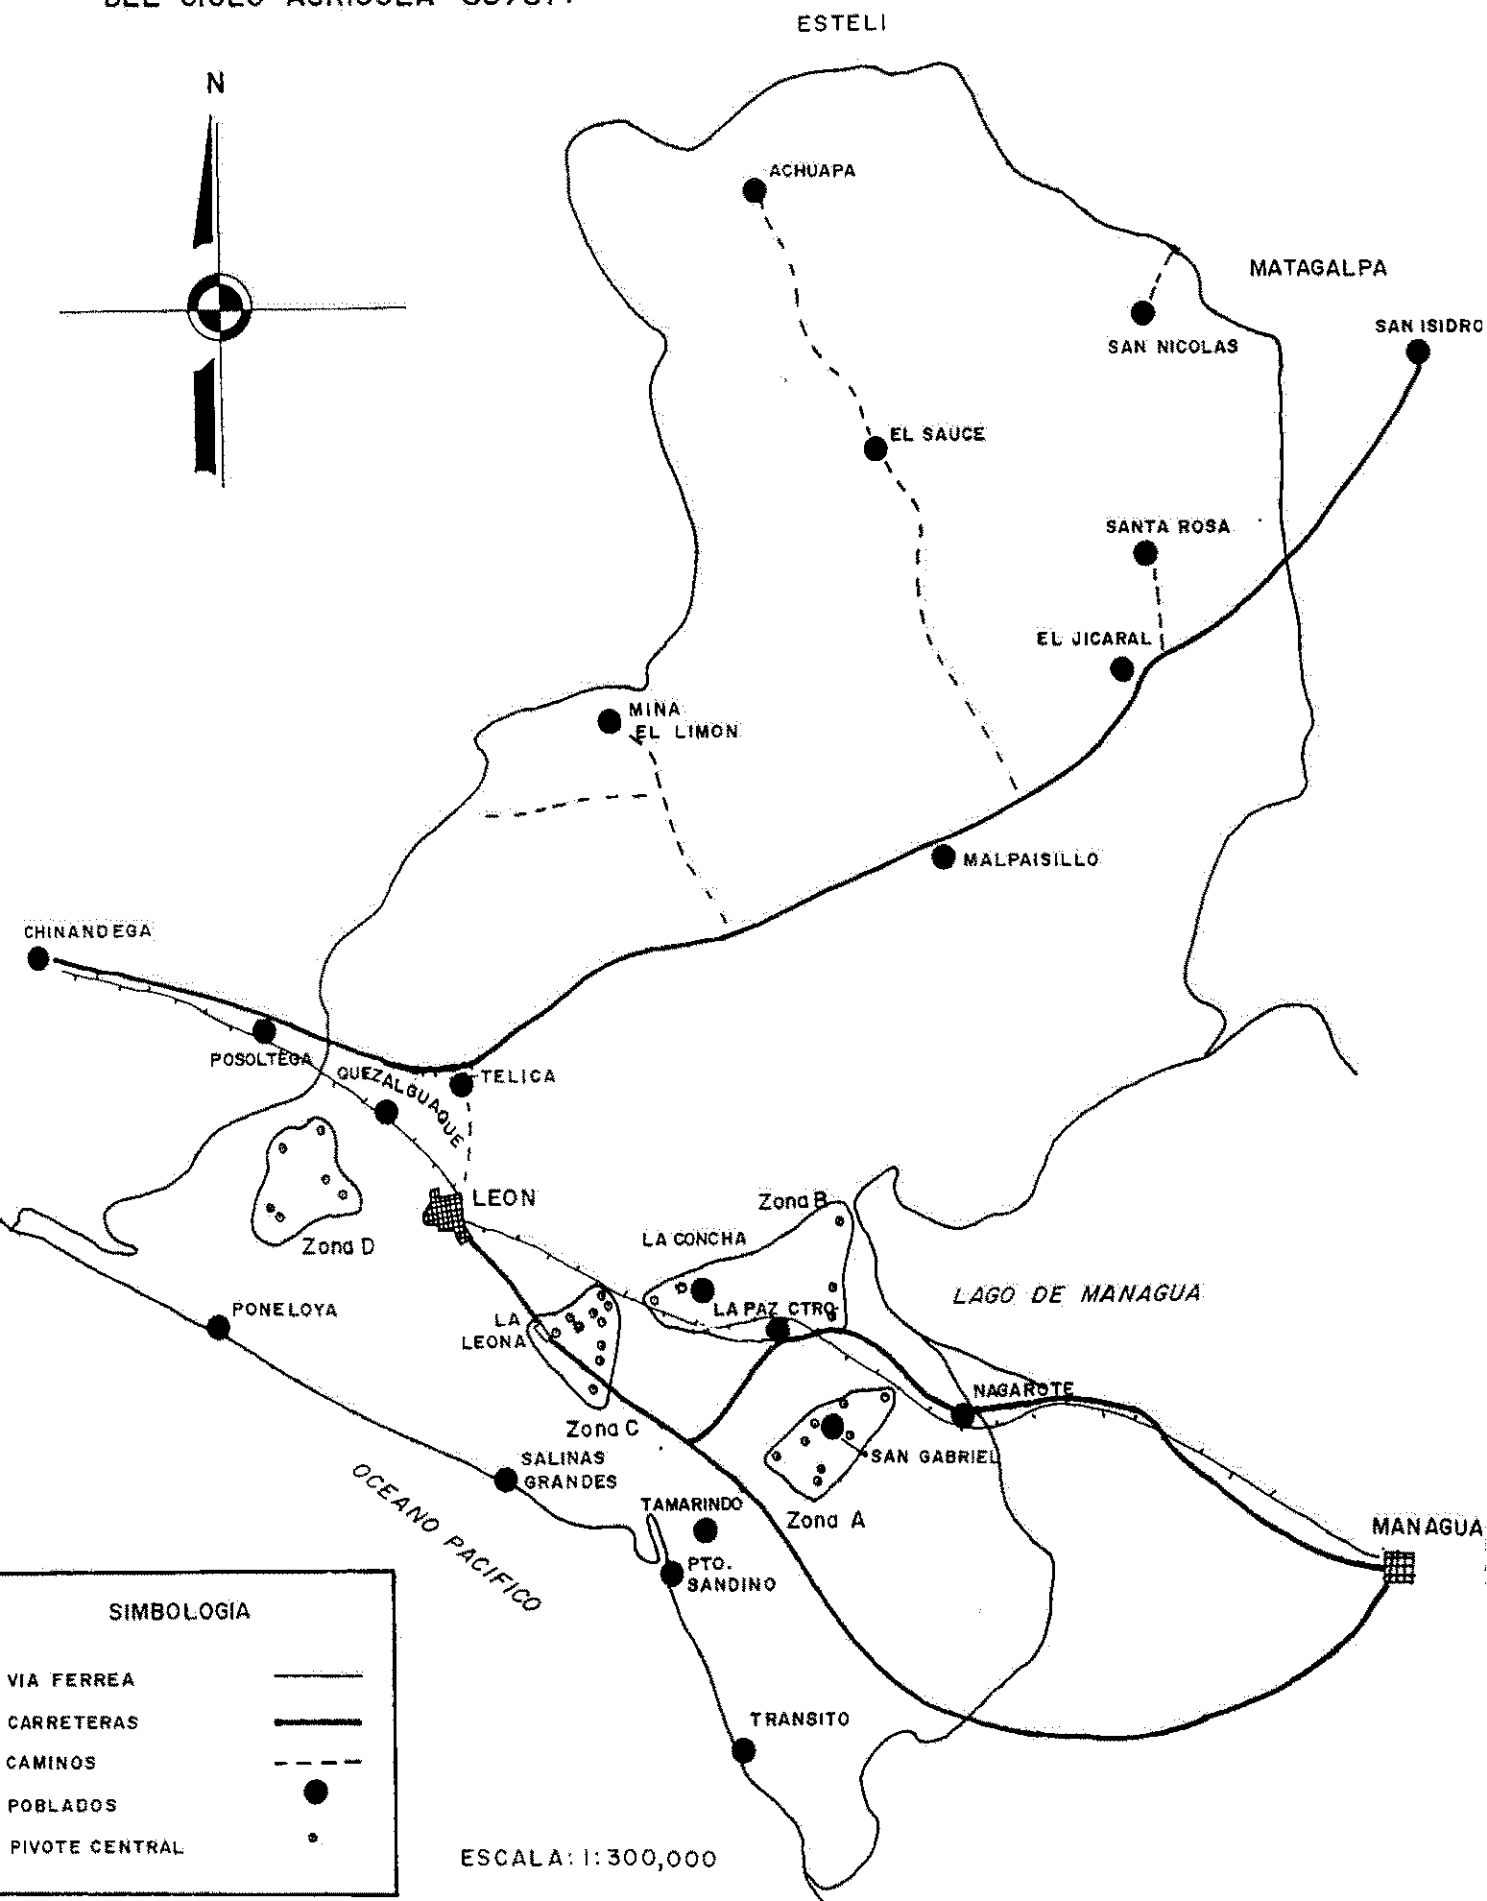 DEL CICLO AGRICOLA
ESTELI
N
ACHUAPA
MATAGALPA
SAN ISIDRO
SAN NICOLAS
EL SAUCE
SANTA ROSA
EL JICARAL
MINA
EL LIMON
MALPAISILLO
CHINANDEGA
POSOLTEGA
QUEZALGUAQUE
TELICA
LEON
Zona B
Zona D
LA CONCHA
LAGO DE MANAGUA
PONELOYA
LA PAZ CTRO
LA
LEONA
NAGAROTE
Zona C
SAN GABRIEL
SALINAS
GRANDES
OCEANO PACIFICO
TAMARINDO
Zona A
MANAGUA
PTO.
SANDINO
TRANSITO
SIMBOLOGIA
VIA FERREA
CARRETERAS
CAMINOS
POBLADOS
PIVOTE CENTRAL
ESCALA: 1:300,000